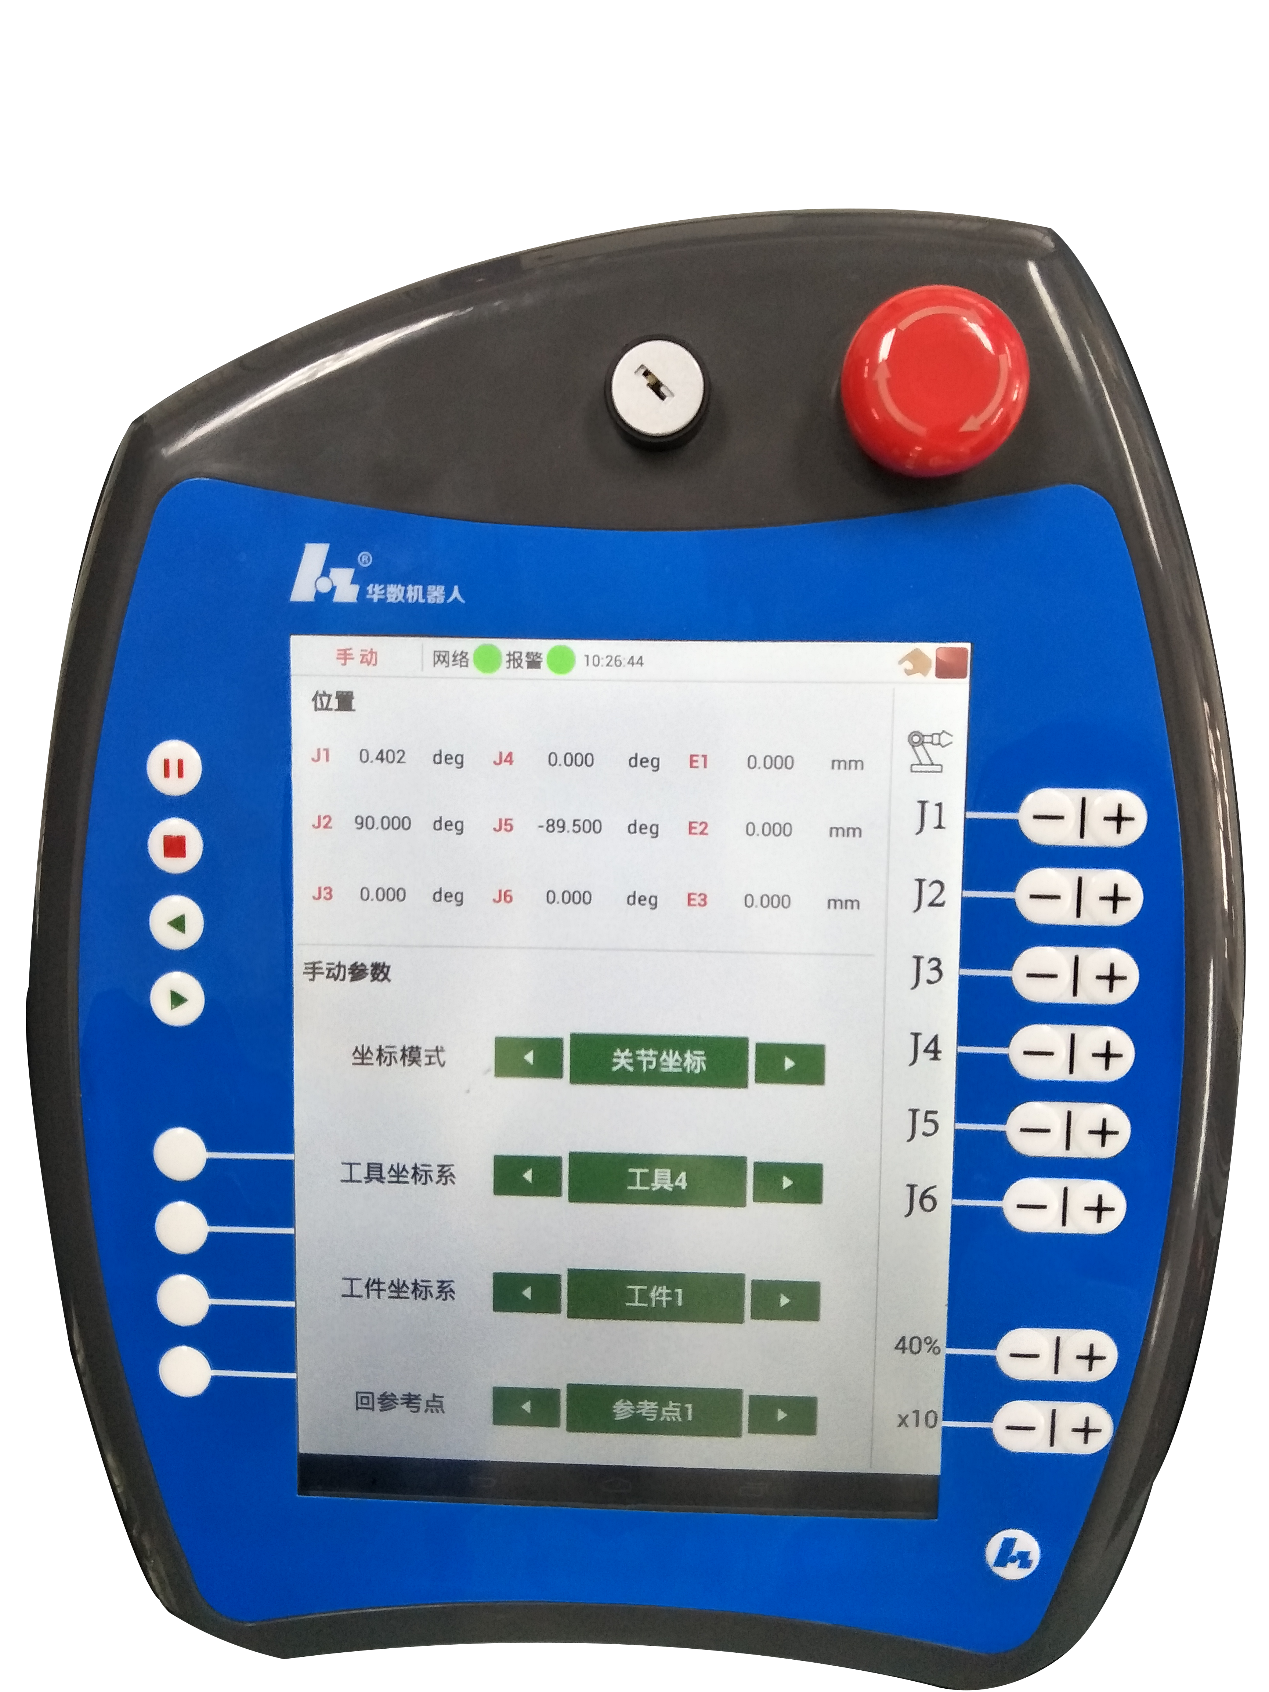 ® 华数机器人
手动 网络 报警 10:26:44
位置
J1 0.402 deg J4 0.000 deg E1 0.000 mm
J2 90.000 deg J5 -89.500 deg E2 0.000 mm
J3 0.000 deg J6 0.000 deg E3 0.000 mm
手动参数
坐标模式 关节坐标
工具坐标系 工具4
工件坐标系 工件1
回参考点 参考点1
J1 − | +
J2 − | +
J3 − | +
J4 − | +
J5 − | +
J6 − | +
40% − | +
x10 − | +